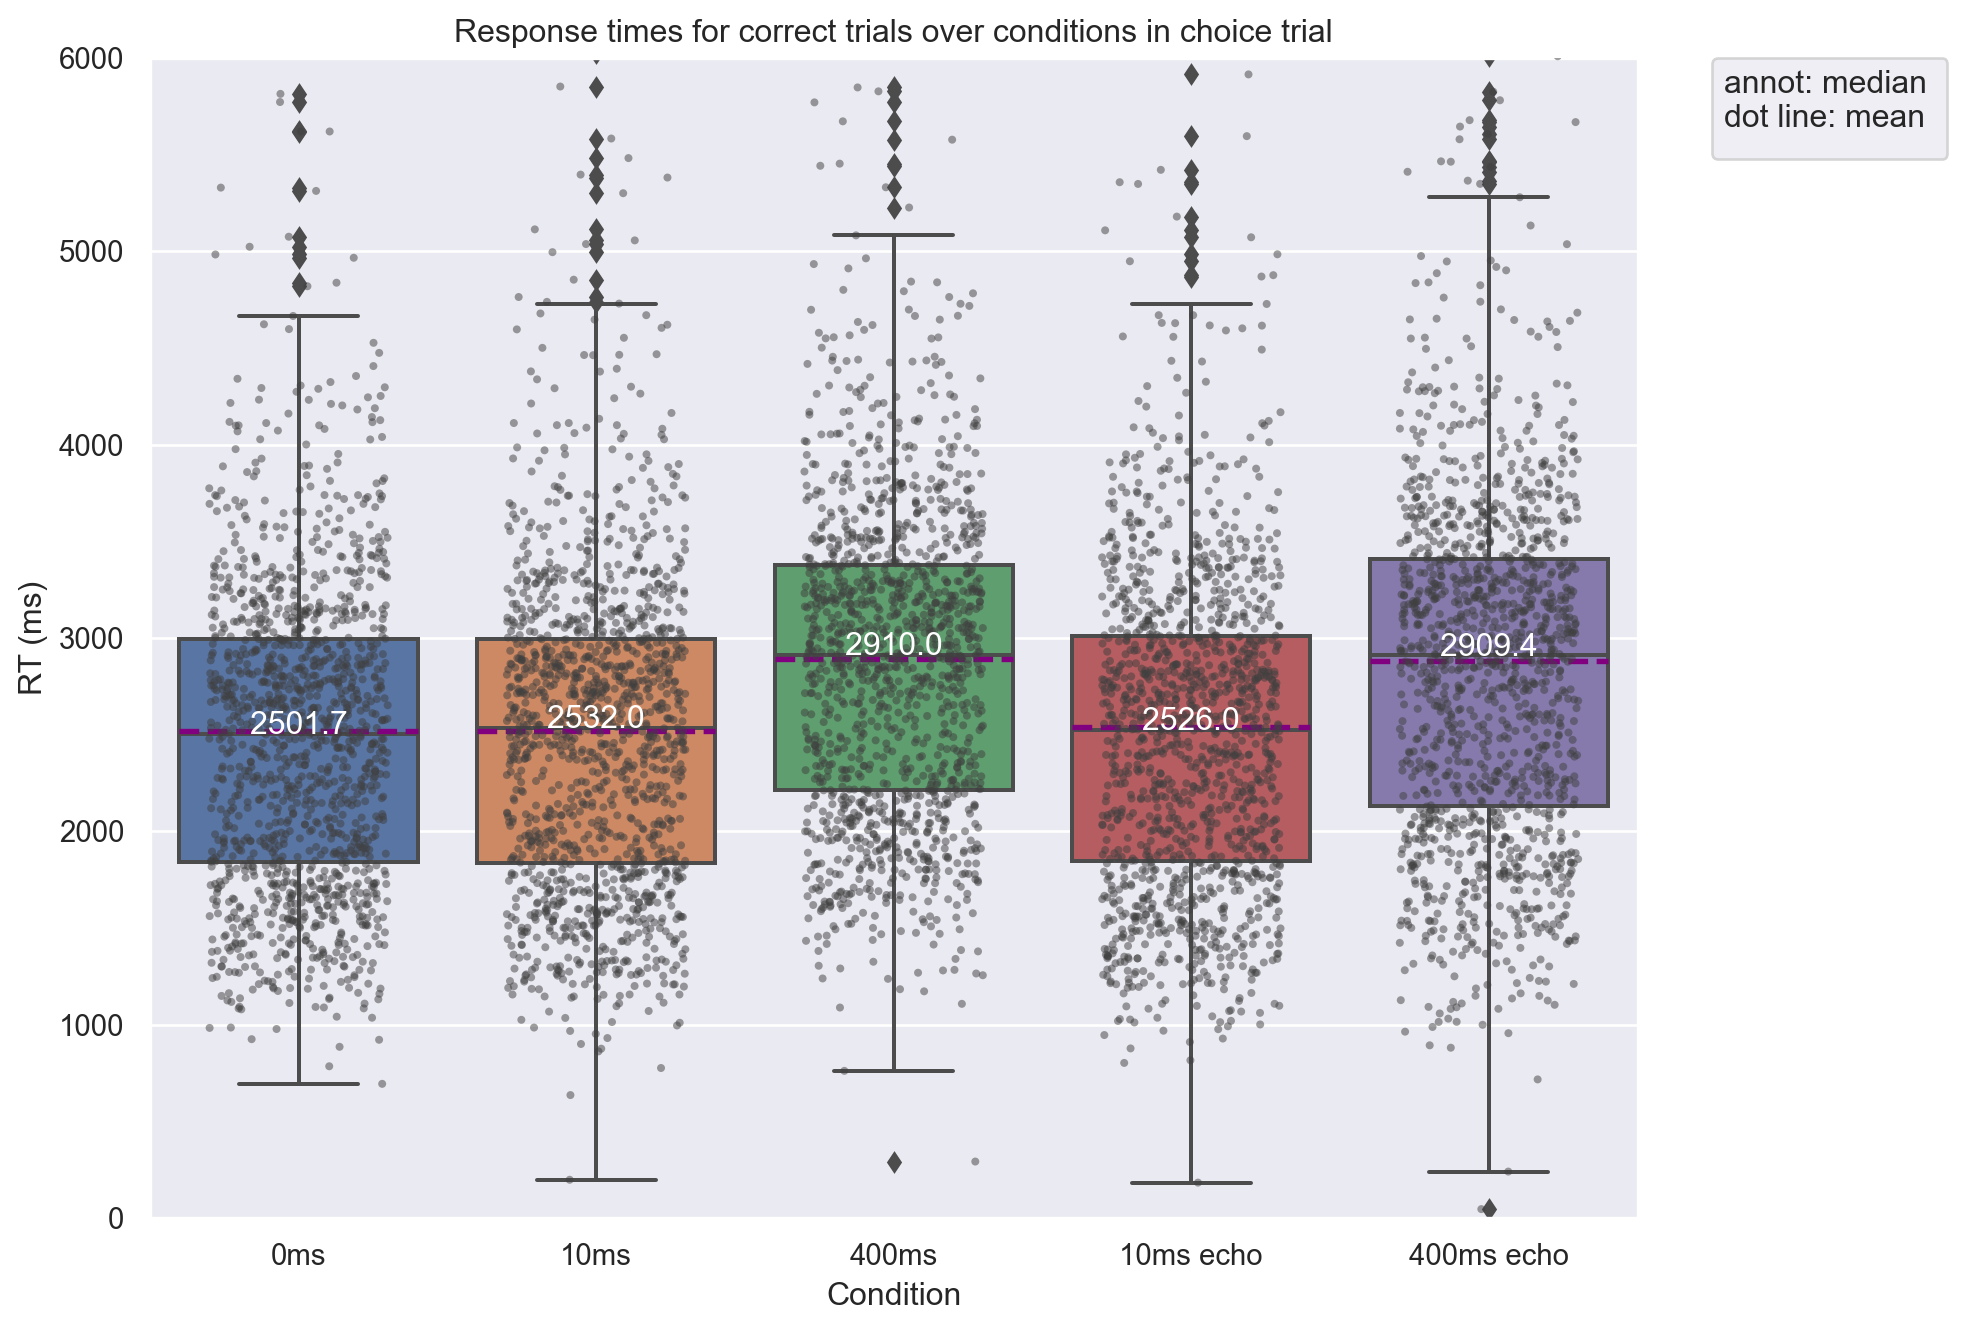 Response times for correct trials over conditions in choice trial
annot: median
dot line: mean
6000
5000
4000
3000
2000
1000
0
RT (ms)
2501.7
2532.0
2910.0
2526.0
2909.4
0ms
10ms
400ms
10ms echo
400ms echo
Condition